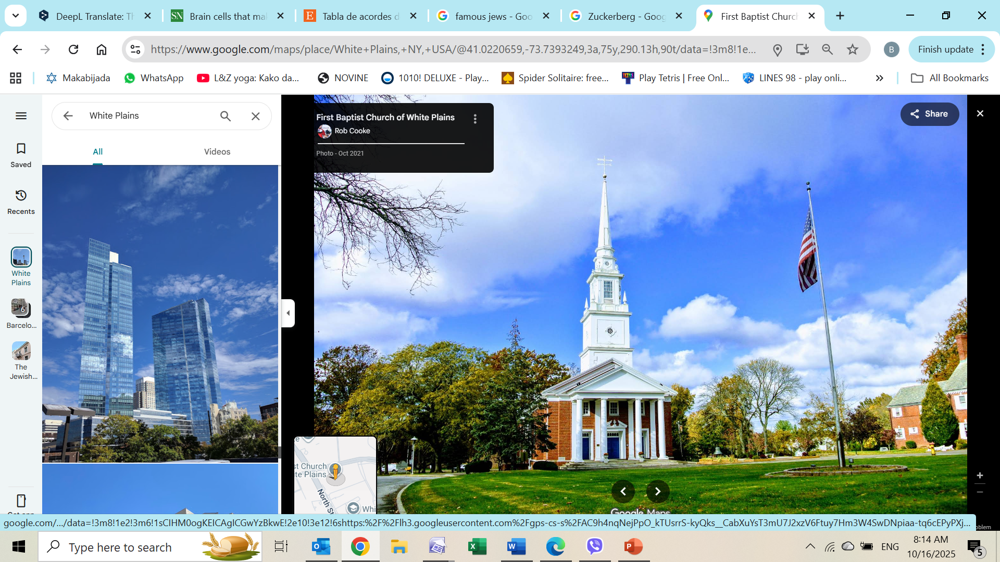 DeepL Translate: Th
SN Brain cells that mal
E Tabla de acordes d
famous jews - Goo
Zuckerberg - Goog
First Baptist Church
https://www.google.com/maps/place/White+Plains,+NY,+USA/@41.0220659,-73.7393249,3a,75y,290.13h,90t/data=!3m8!1e...
B
Finish update
Makabijada
WhatsApp
L&Z yoga: Kako da...
NOVINE
1010! DELUXE - Play...
Spider Solitaire: free...
TETRIS
Play Tetris | Free Onl...
LINES 98 - play onli...
All Bookmarks
White Plains
All
Videos
Saved
Recents
White
Plains
6
Barcelo...
The
Jewish...
First Baptist Church of White Plains
Rob Cooke
Photo - Oct 2021
Share
st Church
te Plains
North St
Whi
Google Maps
google.com/.../data=!3m8!1e2!3m6!1sCIHM0ogKEICAgICGwYzBkwE!2e10!3e12!6shttps:%2F%2Flh3.googleusercontent.com%2Fgps-cs-s%2FAC9h4nqNejPpO_kTUsrrS-kyQks__CabXuYsT3mU7J2xzV6Ftuy7Hm3W4SwDNpiaa-tq6cEPyPXj...
oblem
Type here to search
ENG
8:14 AM
10/16/2025
5